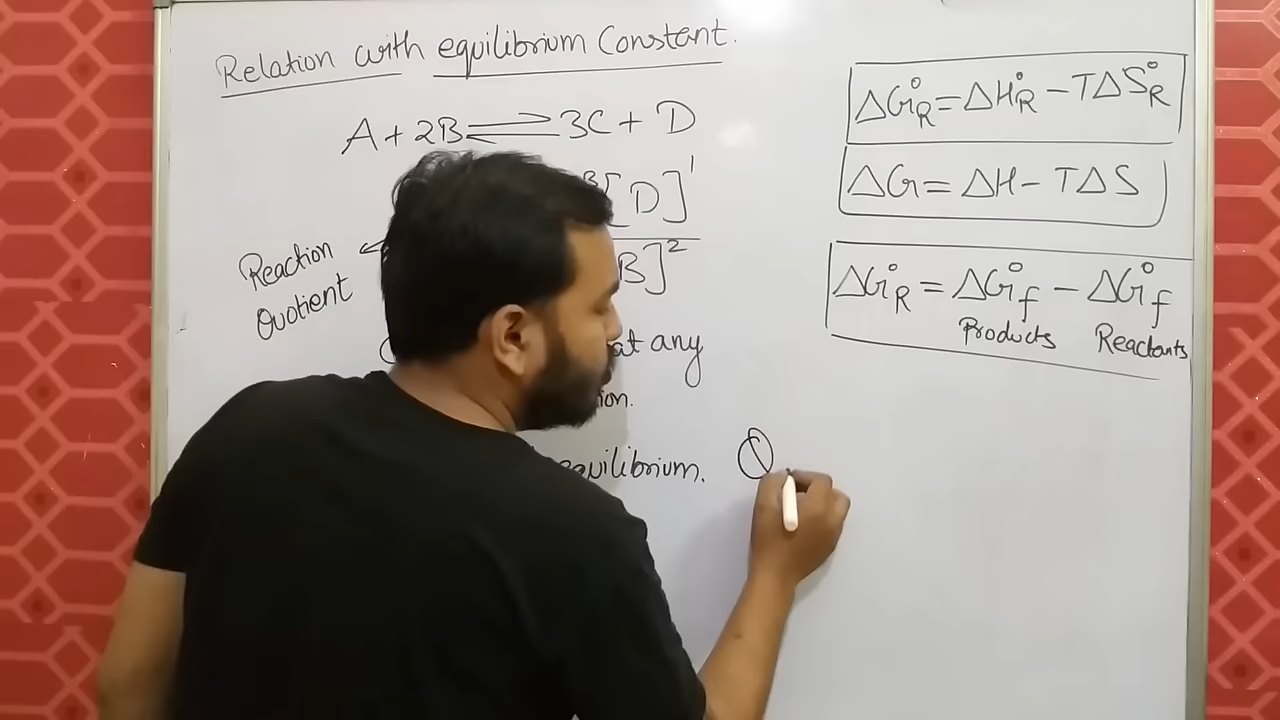 Relation with equilibrium Constant.
A + 2B ⇌ 3C + D
[D]¹
B]²
Reaction
Quotient
at any
equilibrium. Q
ΔG°R = ΔH°R − TΔS°R
ΔG = ΔH − TΔS
ΔG°R = ΔG°f − ΔG°f
Products Reactants